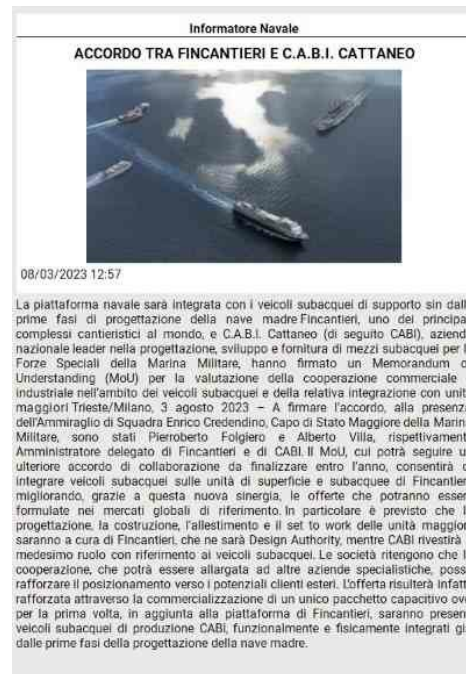 Informatore Navale
ACCORDO TRA FINCANTIERI E C.A.B.I. CATTANEO
08/03/2023 12:57
La piattaforma navale sarà integrata con i veicoli subacquei di supporto sin dall
prime fasi di progettazione della nave madre Fincantieri, uno dei principa
complessi cantieristici al mondo, e C.A.B.I. Cattaneo (di seguito CABI), aziend
nazionale leader nella progettazione, sviluppo e fornitura di mezzi subacquei per l
Forze Speciali della Marina Militare, hanno firmato un Memorandum o
Understanding (MoU) per la valutazione della cooperazione commerciale
industriale nell'ambito dei veicoli subacquei e della relativa integrazione con unit
maggiori Trieste/Milano, 3 agosto 2023 – A firmare l'accordo, alla presenz
dell'Ammiraglio di Squadra Enrico Credendino, Capo di Stato Maggiore della Marin
Militare, sono stati Pierroberto Folgiero e Alberto Villa, rispettivament
Amministratore delegato di Fincantieri e di CABI. Il MoU, cui potrà seguire u
ulteriore accordo di collaborazione da finalizzare entro l'anno, consentirà d
integrare veicoli subacquei sulle unità di superficie e subacquee di Fincantier
migliorando, grazie a questa nuova sinergia, le offerte che potranno esser
formulate nei mercati globali di riferimento. In particolare è previsto che l
progettazione, la costruzione, l'allestimento e il set to work delle unità maggior
saranno a cura di Fincantieri, che ne sarà Design Authority, mentre CABI rivestirà
medesimo ruolo con riferimento ai veicoli subacquei. Le società ritengono che l
cooperazione, che potrà essere allargata ad altre aziende specialistiche, poss
rafforzare il posizionamento verso i potenziali clienti esteri. L'offerta risulterà infatt
rafforzata attraverso la commercializzazione di un unico pacchetto capacitivo ov
per la prima volta, in aggiunta alla piattaforma di Fincantieri, saranno presen
veicoli subacquei di produzione CABI, funzionalmente e fisicamente integrati gi
dalle prime fasi della progettazione della nave madre.